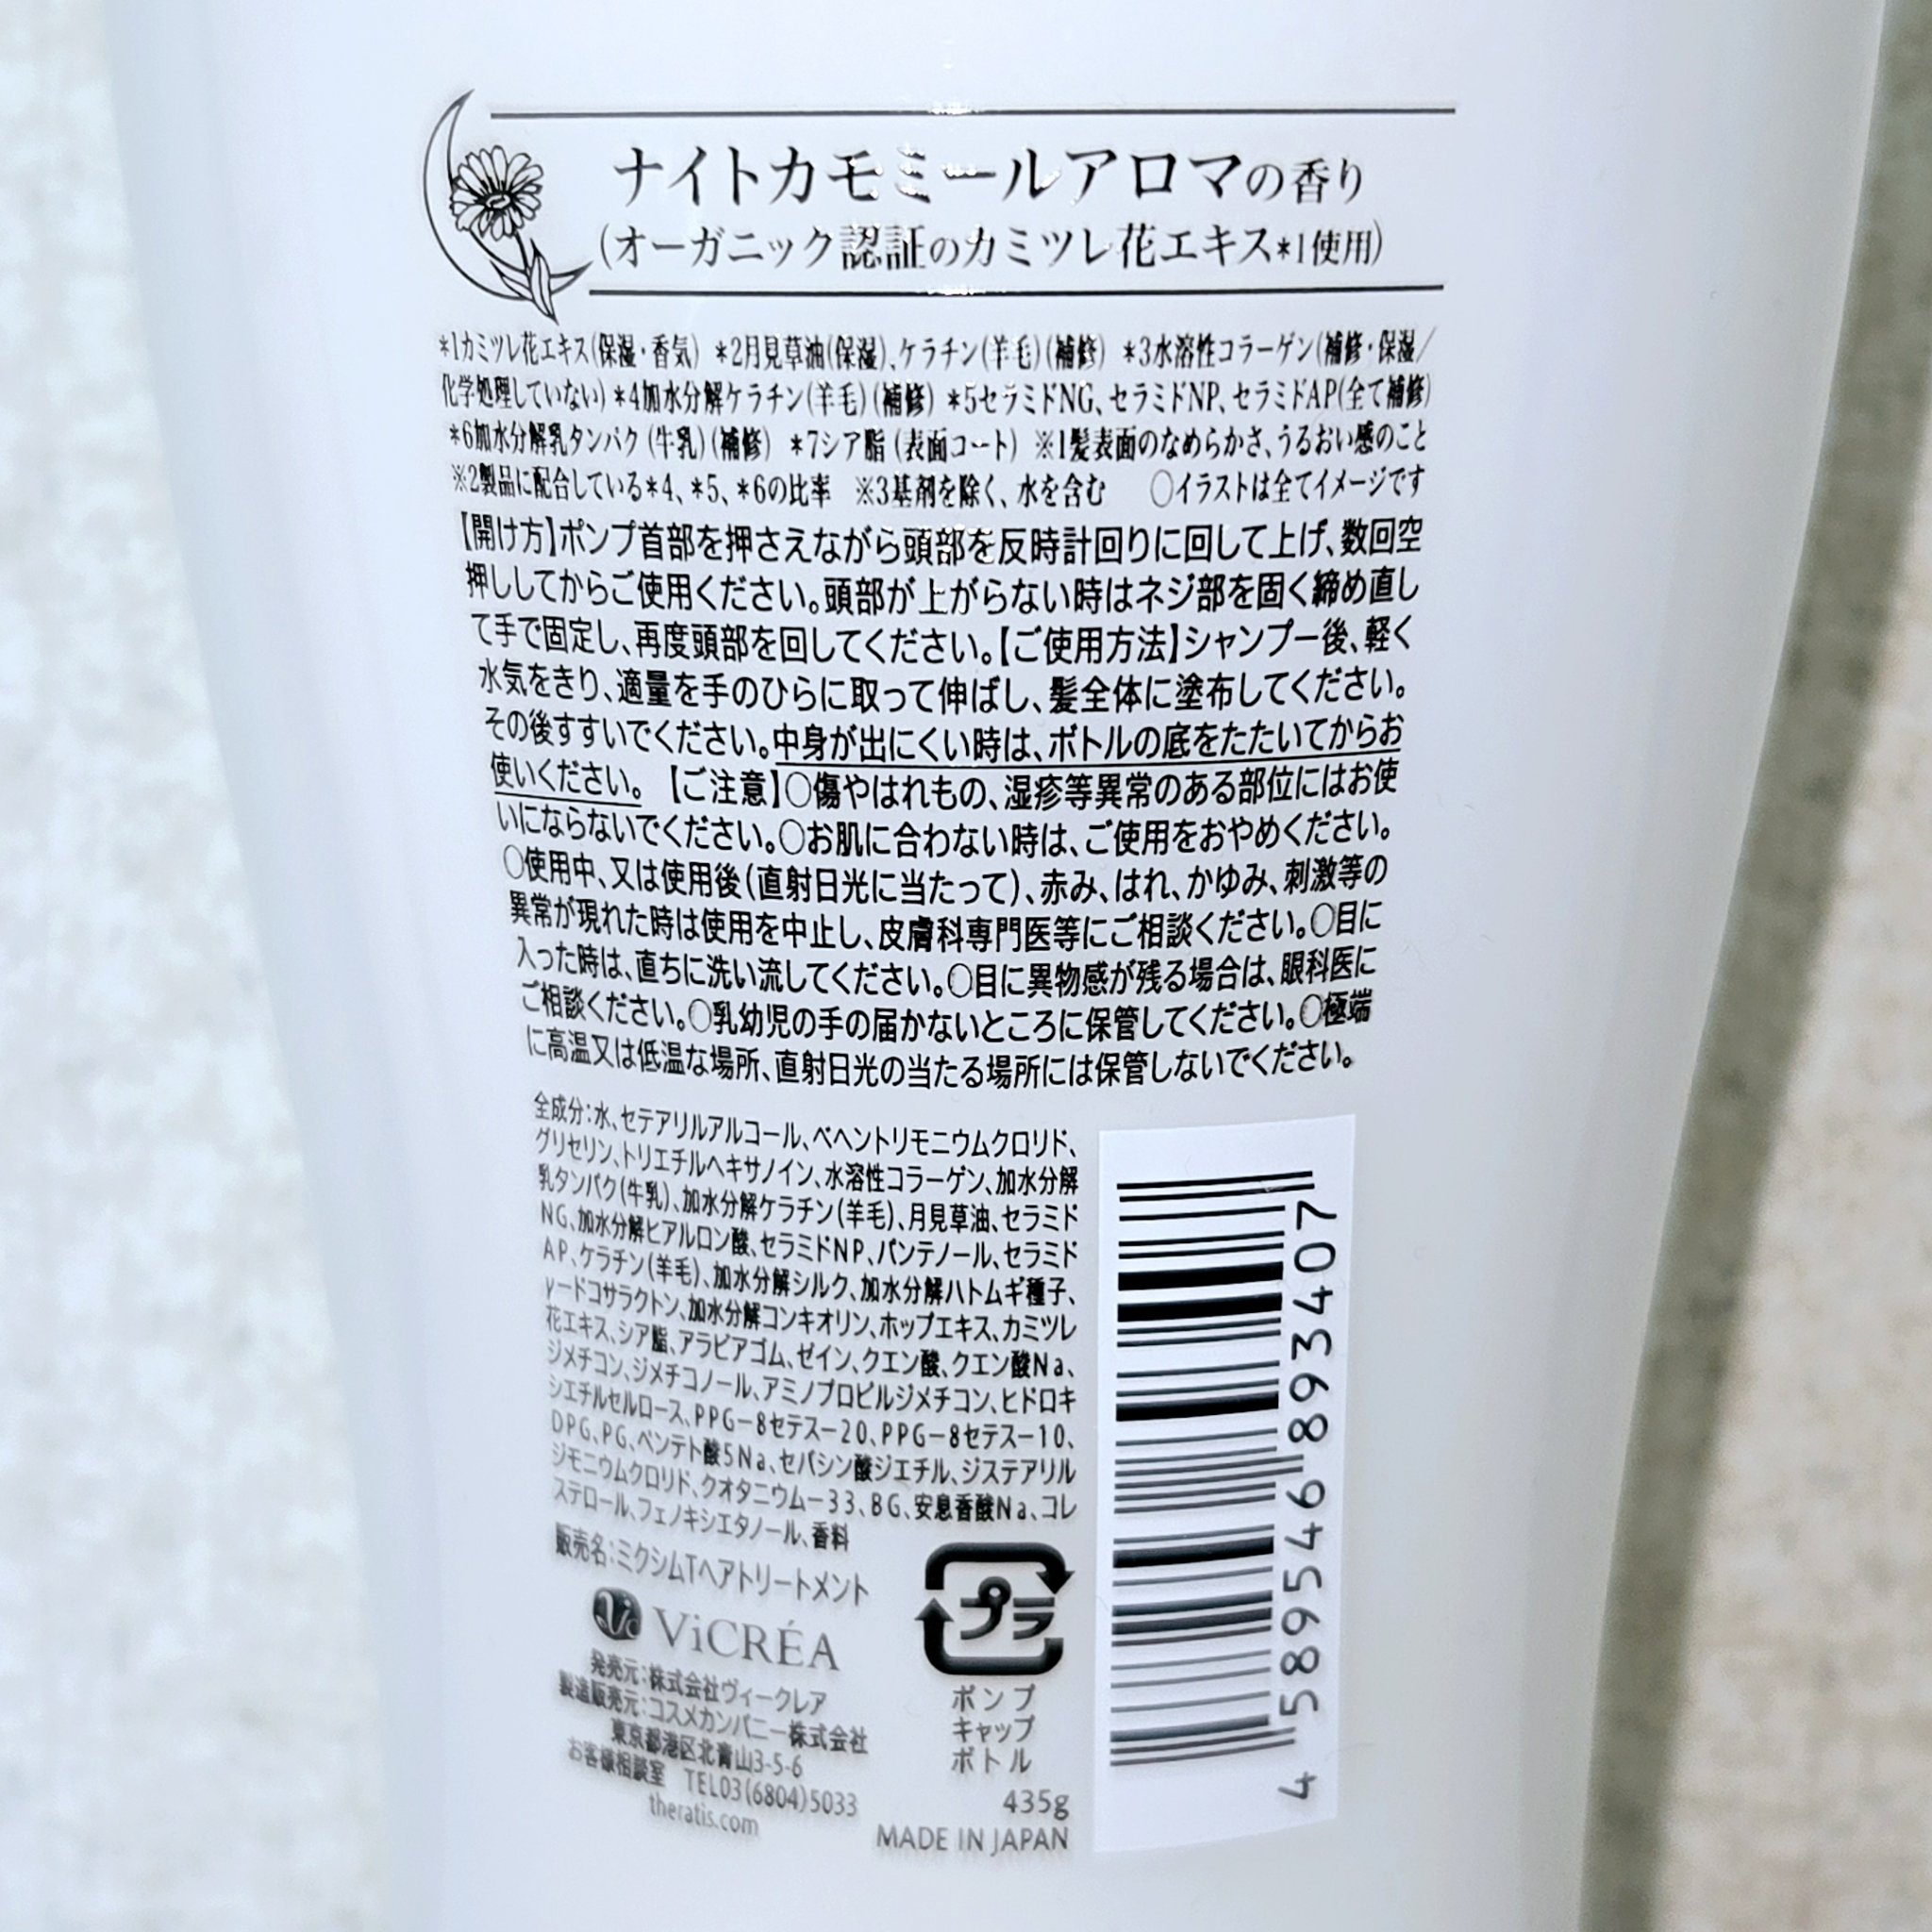 ナイトカモミールアロマの香り
(オーガニック認証のカミツレ花エキス*1使用)
*1カミツレ花エキス(保湿・香気) *2月見草油(保湿)、ケラチン(羊毛)(補修) *3水溶性コラーゲン(補修・保湿/
化学処理していない) *4加水分解ケラチン(羊毛)(補修) *5セラミドNG、セラミドNP、セラミドAP(全て補修)
*6加水分解乳タンパク(牛乳)(補修) *7シア脂(表面コート) ※1髪表面のなめらかさ、うるおい感のこと
※2製品に配合している*4、*5、*6の比率 ※3基剤を除く、水を含む ○イラストは全てイメージです
【開け方】ポンプ首部を押さえながら頭部を反時計回りに回して上げ、数回空
押ししてからご使用ください。頭部が上がらない時はネジ部を固く締め直し
て手で固定し、再度頭部を回してください。【ご使用方法】シャンプー後、軽く
水気をきり、適量を手のひらに取って伸ばし、髪全体に塗布してください。
その後すすいでください。中身が出にくい時は、ボトルの底をたたいてからお
使いください。 【ご注意】○傷やはれもの、湿疹等異常のある部位にはお使
いにならないでください。○お肌に合わない時は、ご使用をおやめください。
○使用中、又は使用後(直射日光に当たって)、赤み、はれ、かゆみ、刺激等の
異常が現れた時は使用を中止し、皮膚科専門医等にご相談ください。○目に
入った時は、直ちに洗い流してください。○目に異物感が残る場合は、眼科医に
ご相談ください。○乳幼児の手の届かないところに保管してください。○極端
に高温又は低温な場所、直射日光の当たる場所には保管しないでください。
全成分：水、セテアリルアルコール、ベヘントリモニウムクロリド、
グリセリン、トリエチルヘキサノイン、水溶性コラーゲン、加水分解
乳タンパク(牛乳)、加水分解ケラチン(羊毛)、月見草油、セラミド
NG、加水分解ヒアルロン酸、セラミドNP、パンテノール、セラミド
AP、ケラチン(羊毛)、加水分解シルク、加水分解ハトムギ種子、
γ-ドコサラクトン、加水分解コンキオリン、ホップエキス、カミツレ
花エキス、シア脂、アラビアゴム、ゼイン、クエン酸、クエン酸Na、
ジメチコン、ジメチコノール、アミノプロピルジメチコン、ヒドロキ
シエチルセルロース、PPG-8セテス-20、PPG-8セテス-10、
DPG、PG、ペンテト酸5Na、セバシン酸ジエチル、ジステアリル
ジモニウムクロリド、クオタニウム-33、BG、安息香酸Na、コレ
ステロール、フェノキシエタノール、香料
販売名：ミクシムTヘアトリートメント
ViCRÉA
発売元：株式会社ヴィークレア
製造販売元：コスメカンパニー株式会社
東京都港区北青山3-5-6
お客様相談室 TEL03(6804)5033
theratis.com
プラ
ポンプ
キャップ
ボトル
435g
MADE IN JAPAN
4 589546 893407